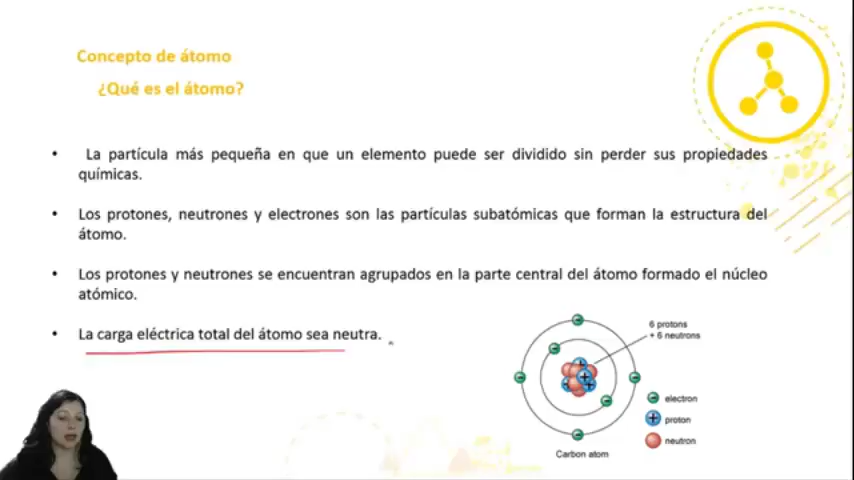 Concepto de átomo
¿Qué es el átomo?
• La partícula más pequeña en que un elemento puede ser dividido sin perder sus propiedades
químicas.
• Los protones, neutrones y electrones son las partículas subatómicas que forman la estructura del
átomo.
• Los protones y neutrones se encuentran agrupados en la parte central del átomo formado el núcleo
atómico.
• La carga eléctrica total del átomo sea neutra.
6 protons
+ 6 neutrons
electron
proton
neutron
Carbon atom